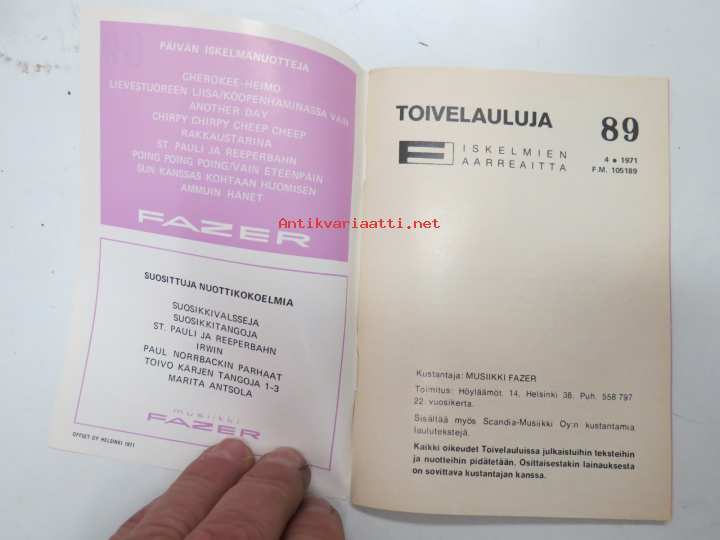 PÄIVÄN ISKELMÄNUOTTEJA
CHEROKEE-HEIMO
LIEVESTUOREEN LIISA/KÖÖPENHAMINASSA VAIN
ANOTHER DAY
CHIRPY CHIRPY CHEEP CHEEP
RAKKAUSTARINA
ST. PAULI JA REEPERBAHN
POING POING POING/VAIN ETEENPÄIN
SUN KANSSAS KOHTAAN HUOMISEN
AMMUIN HÄNET
FAZER
SUOSITTUJA NUOTTIKOKOELMIA
SUOSIKKIVALSSEJA
SUOSIKKITANGOJA
ST. PAULI JA REEPERBAHN
IRWIN
PAUL NORRBACKIN PARHAAT
TOIVO KÄRJEN TANGOJA 1-3
MARITA ANTSOLA
musiikki
FAZER
OFFSET OY HELSINKI 1971
TOIVELAULUJA 89
ISKELMIEN
AARREAITTA
4 • 1971
F.M. 105189
Antikvariaatti.net
Kustantaja: MUSIIKKI FAZER
Toimitus: Höyläämöt. 14, Helsinki 38. Puh. 558 797
22. vuosikerta.
Sisältää myös Scandia-Musiikki Oy:n kustantamia
laulutekstejä.
Kaikki oikeudet Toivelauluissa julkaistuihin teksteihin
ja nuotteihin pidätetään. Osittaisestakin lainauksesta
on sovittava kustantajan kanssa.